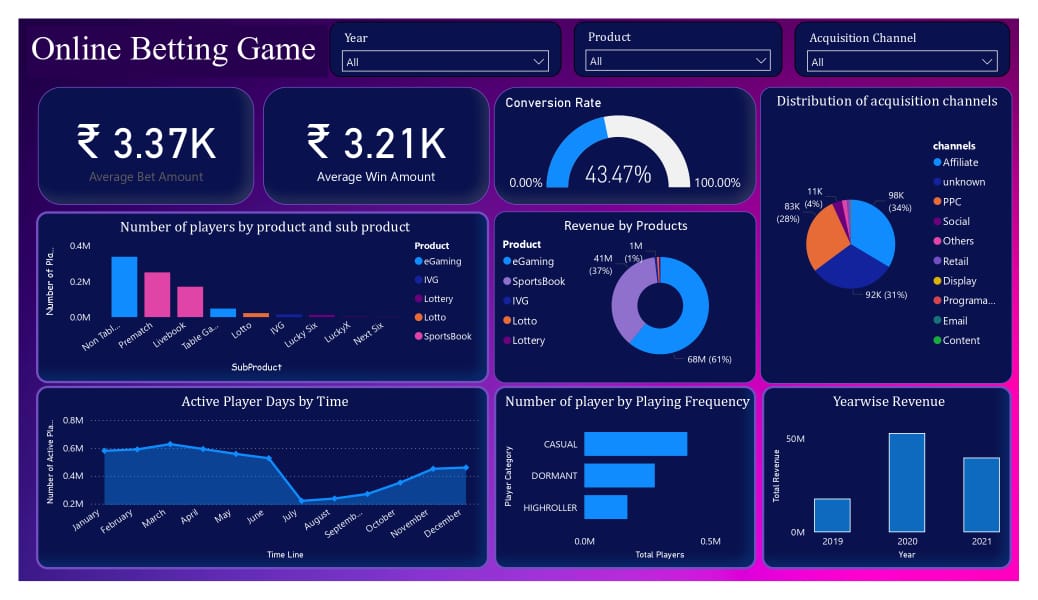 Online Betting Game
Year
All
Product
All
Acquisition Channel
All
₹ 3.37K
Average Bet Amount
₹ 3.21K
Average Win Amount
Conversion Rate
43.47%
0.00%
100.00%
Distribution of acquisition channels
11K
(4%)
83K
(28%)
98K
(34%)
92K (31%)
channels
Affiliate
unknown
PPC
Social
Others
Retail
Display
Programa...
Email
Content
Number of players by product and sub product
Number of Pla...
0.4M
0.2M
0.0M
Non Tabl...
Prematch
Livebook
Table Ga...
Lotto
IVG
Lucky Six
LuckyX
Next Six
SubProduct
Product
eGaming
IVG
Lottery
Lotto
SportsBook
Revenue by Products
Product
eGaming
SportsBook
IVG
Lotto
Lottery
1M
(1%)
41M
(37%)
68M (61%)
Active Player Days by Time
Number of Active Pla...
0.8M
0.6M
0.4M
0.2M
January
February
March
April
May
June
July
August
Septemb...
October
November
December
Time Line
Number of player by Playing Frequency
Player Category
CASUAL
DORMANT
HIGHROLLER
0.0M
0.5M
Total Players
Yearwise Revenue
Total Revenue
50M
0M
2019
2020
2021
Year